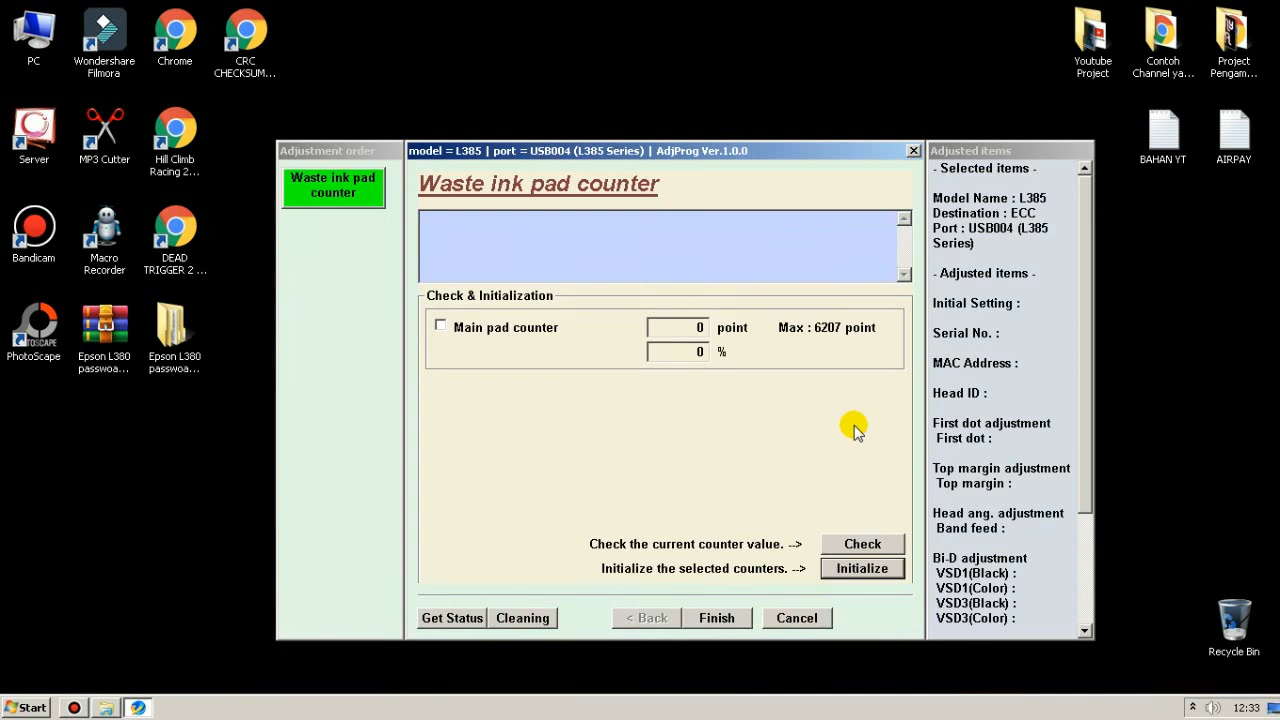 PC
Wondershare
Filmora
Chrome
CRC
CHECKSUM...
Youtube
Project
Contoh
Channel ya...
Project
Pengam...
Server
MP3 Cutter
Hill Climb
Racing 2...
BAHAN YT
AIRPAY
Bandicam
Macro
Recorder
DEAD
TRIGGER 2 ...
PhotoScape
Epson L380
passwoa...
Epson L380
passwoa...
Adjustment order
Waste ink pad
counter
model = L385 | port = USB004 (L385 Series) | AdjProg Ver.1.0.0
Waste ink pad counter
Check & Initialization
Main pad counter
0 point Max : 6207 point
0 %
Check the current counter value. --> Check
Initialize the selected counters. --> Initialize
Get Status Cleaning < Back Finish Cancel
Adjusted items
- Selected items -
Model Name : L385
Destination : ECC
Port : USB004 (L385
Series)
- Adjusted items -
Initial Setting :
Serial No. :
MAC Address :
Head ID :
First dot adjustment
First dot :
Top margin adjustment
Top margin :
Head ang. adjustment
Band feed :
Bi-D adjustment
VSD1(Black) :
VSD1(Color) :
VSD3(Black) :
VSD3(Color) :
Recycle Bin
Start
12:33